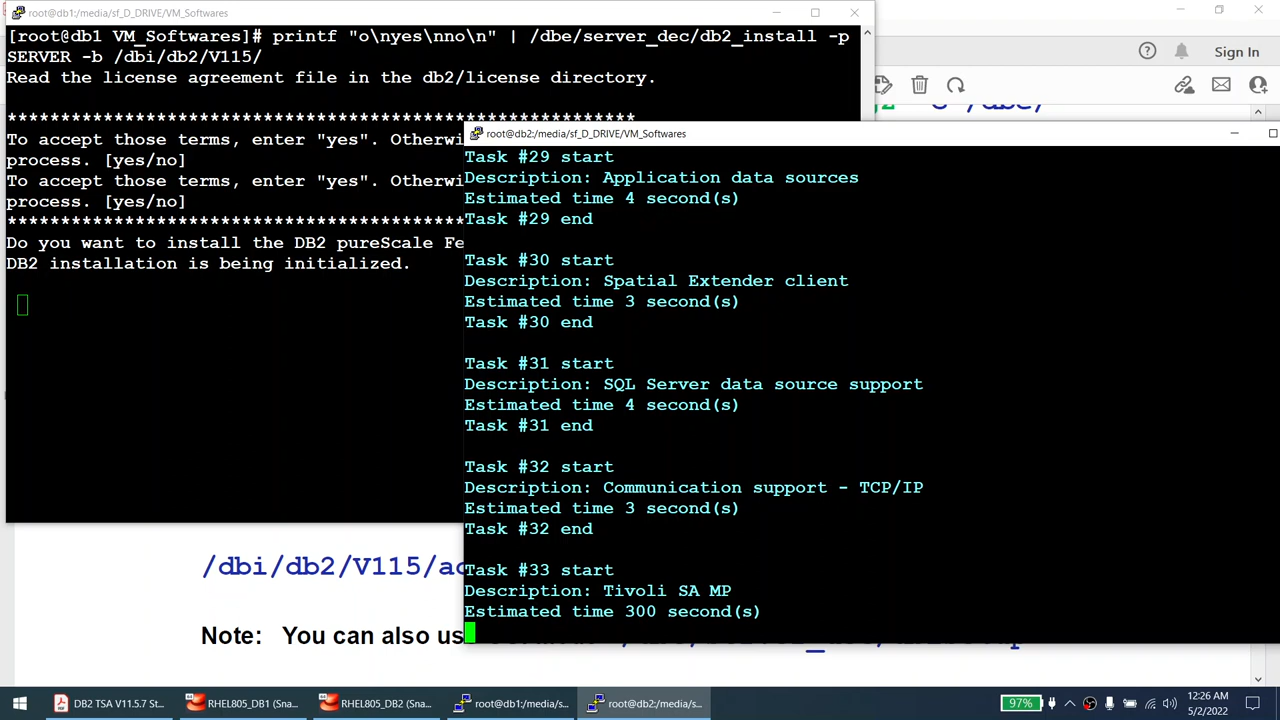 root@db1:/media/sf_D_DRIVE/VM_Softwares
[root@db1 VM_Softwares]# printf "o\nyes\nno\n" | /dbe/server_dec/db2_install -p
SERVER -b /dbi/db2/V115/
Read the license agreement file in the db2/license directory.
***********************************************************
To accept those terms, enter "yes". Otherwi
process. [yes/no]
To accept those terms, enter "yes". Otherwi
process. [yes/no]
*******************************************
Do you want to install the DB2 pureScale Fe
DB2 installation is being initialized.
Sign In
root@db2:/media/sf_D_DRIVE/VM_Softwares
Task #29 start
Description: Application data sources
Estimated time 4 second(s)
Task #29 end
Task #30 start
Description: Spatial Extender client
Estimated time 3 second(s)
Task #30 end
Task #31 start
Description: SQL Server data source support
Estimated time 4 second(s)
Task #31 end
Task #32 start
Description: Communication support - TCP/IP
Estimated time 3 second(s)
Task #32 end
Task #33 start
Description: Tivoli SA MP
Estimated time 300 second(s)
/dbi/db2/V115/ad
Note: You can also us
DB2 TSA V11.5.7 St...
RHEL805_DB1 (Sna...
RHEL805_DB2 (Sna...
root@db1:/media/s...
root@db2:/media/s...
97%
12:26 AM
5/2/2022